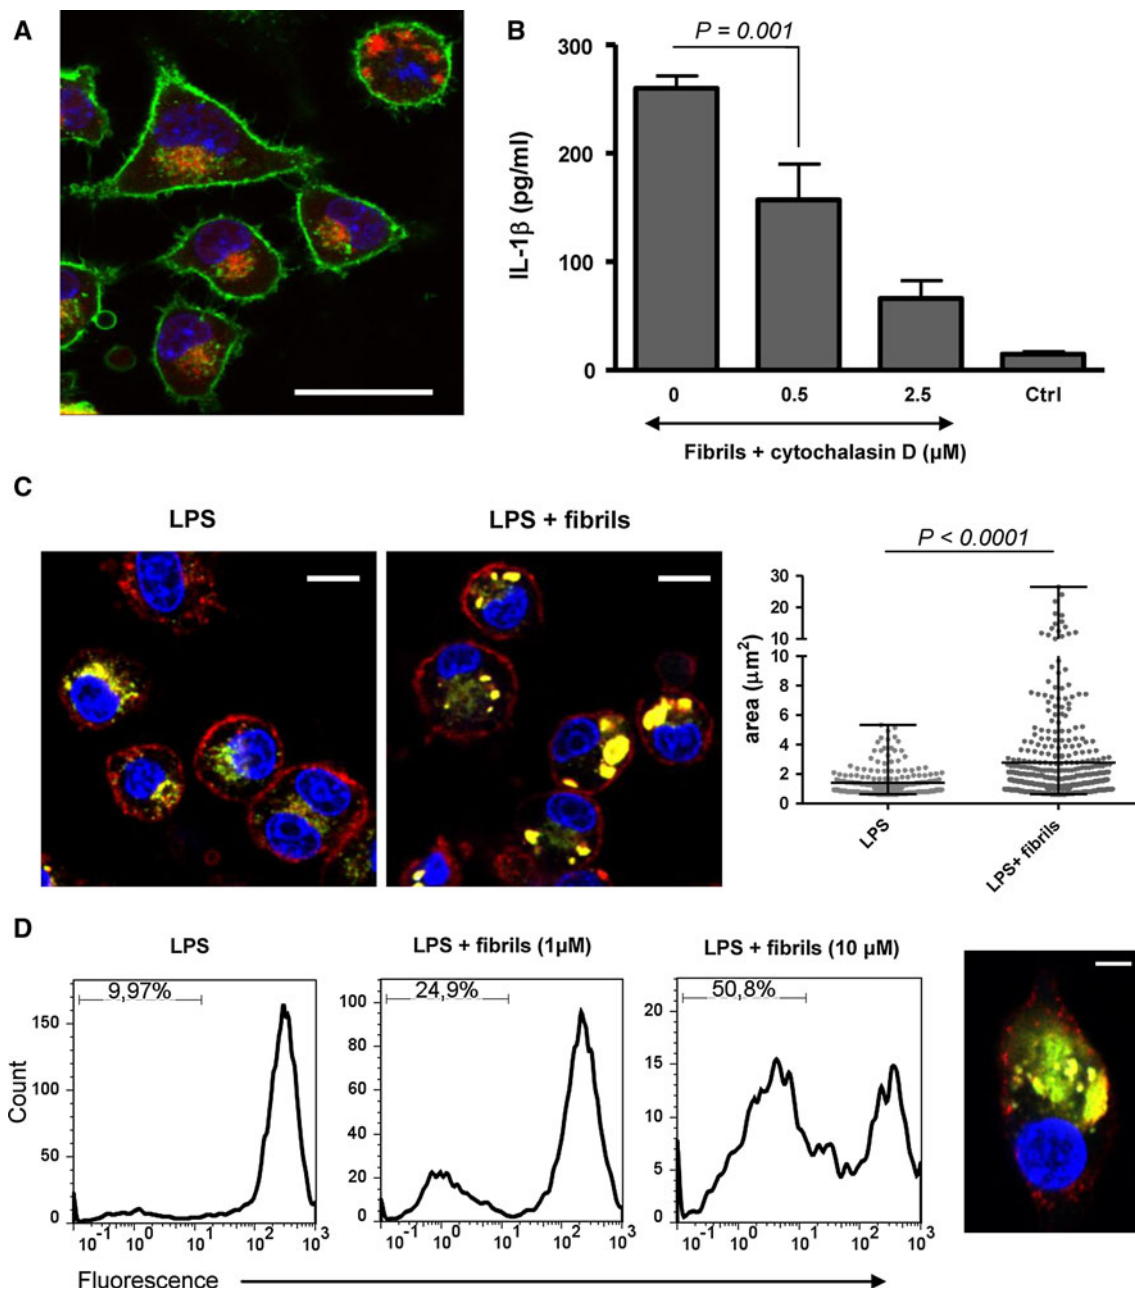 A
B
P = 0.001
300
200
100
0
IL-1β (pg/ml)
0
0.5
2.5
Ctrl
Fibrils + cytochalasin D (µM)
C
LPS
LPS + fibrils
P < 0.0001
30
20
10
10
8
6
4
2
0
area (µm²)
LPS
LPS+ fibrils
D
LPS
LPS + fibrils (1µM)
LPS + fibrils (10 µM)
9,97%
24,9%
50,8%
150
100
50
0
Count
10⁻¹ 10⁰ 10¹ 10² 10³
100
80
60
40
20
0
10⁻¹ 10⁰ 10¹ 10² 10³
20
15
10
5
0
10⁻¹ 10⁰ 10¹ 10² 10³
Fluorescence